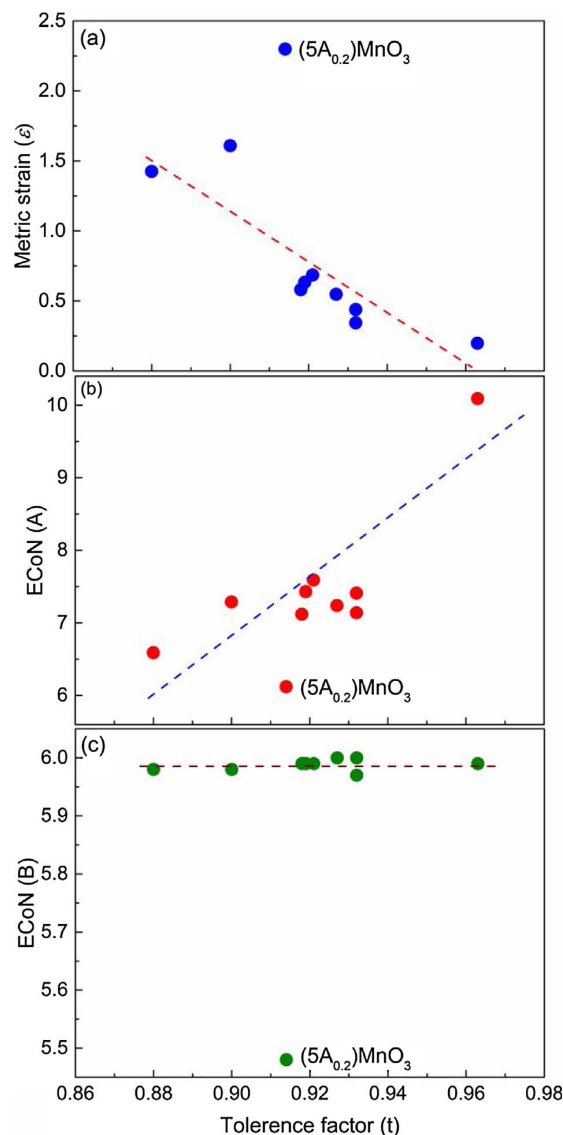 (a)
(5A0.2)MnO3
2.5
2.0
1.5
1.0
0.5
0.0
Metric strain (ε)
(b)
10
9
8
7
6
ECoN (A)
(5A0.2)MnO3
(c)
6.0
5.9
5.8
5.7
5.6
5.5
ECoN (B)
(5A0.2)MnO3
0.86 0.88 0.90 0.92 0.94 0.96 0.98
Tolerence factor (t)